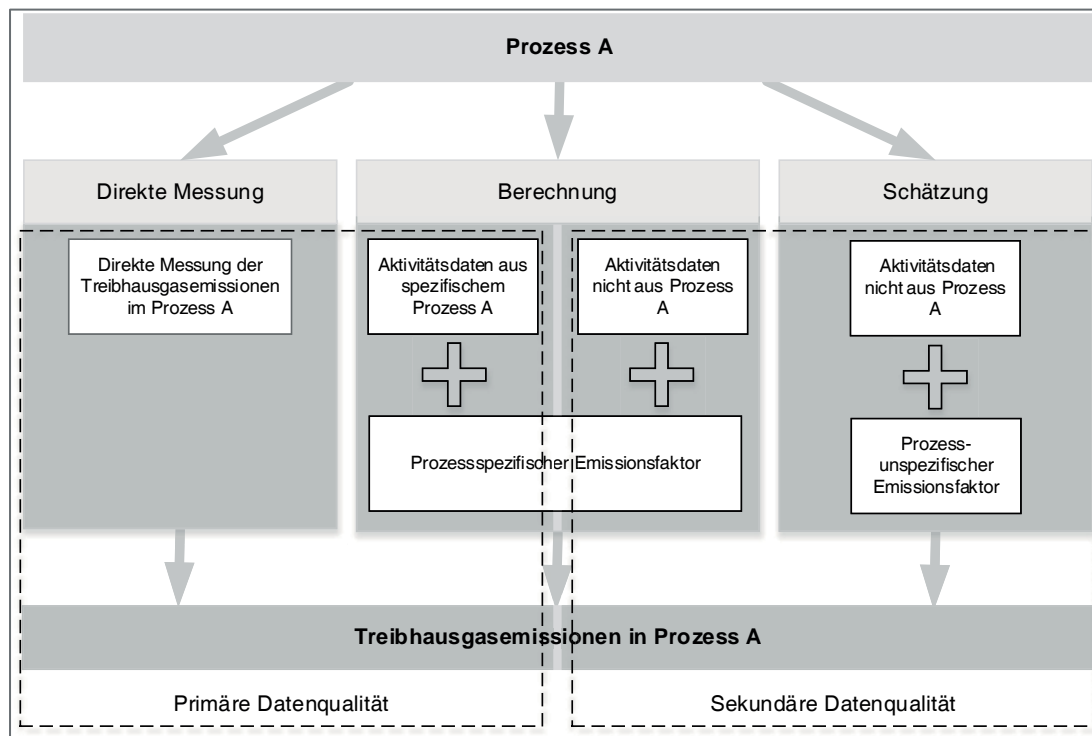 Prozess A
Direkte Messung
Berechnung
Schätzung
Direkte Messung der
Treibhausgasemissionen
im Prozess A
Aktivitätsdaten aus
spezifischem
Prozess A
Aktivitätsdaten
nicht aus Prozess
A
Aktivitätsdaten
nicht aus Prozess
A
Prozessspezifischer Emissionsfaktor
Prozess-
unspezifischer
Emissionsfaktor
Treibhausgasemissionen in Prozess A
Primäre Datenqualität
Sekundäre Datenqualität